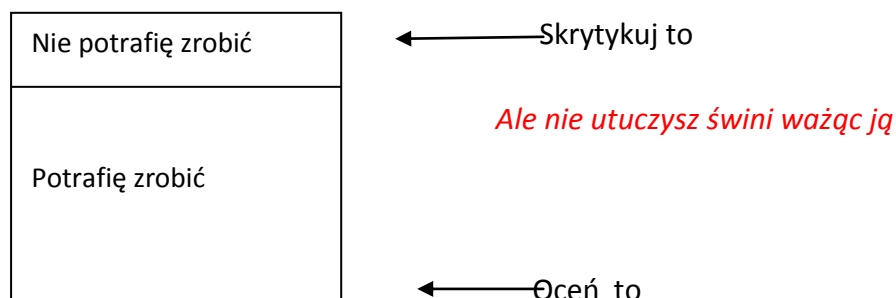 Nie potrafię zrobić
Skrytykuj to
Ale nie utuczysz świni ważąc ją
Potrafię zrobić
Oceń to